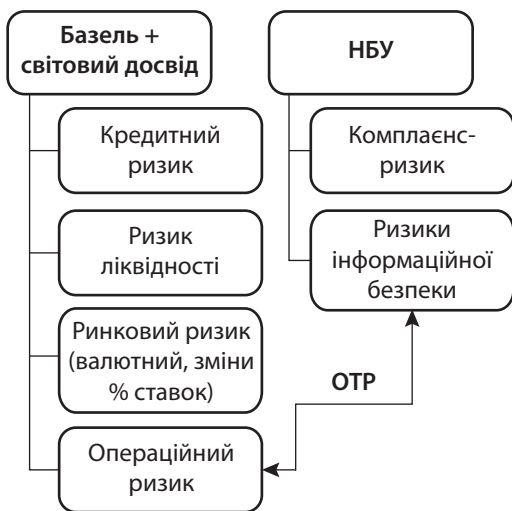 Базель +
світовий досвід
Кредитний
ризик
Ризик
ліквідності
Ринковий ризик
(валютний, зміни
% ставок)
Операційний
ризик
НБУ
Комплаєнс-
ризик
Ризики
інформаційної
безпеки
ОТР